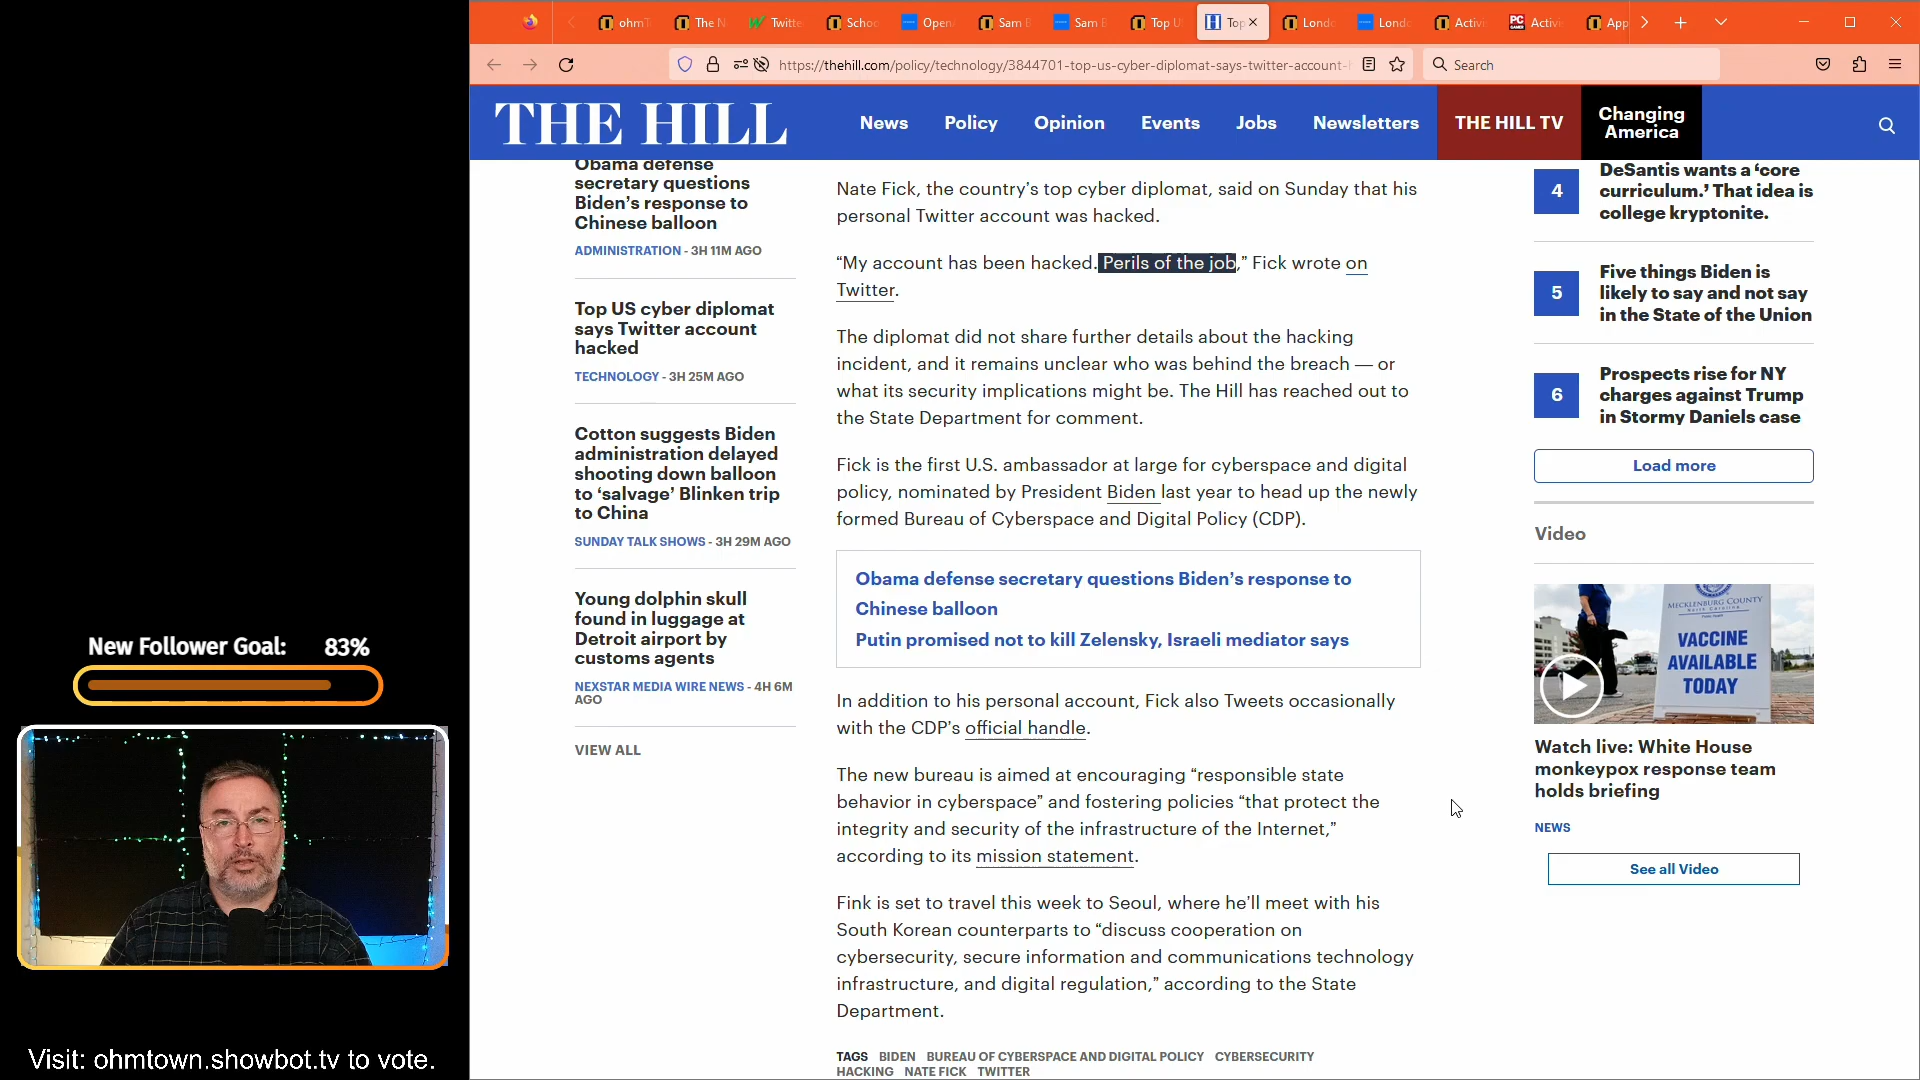 ohmT
The N
Twitte
Schoo
Open
Sam B
Sam B
Top U
Top
Lond
Lond
Activi
PC
Activi
App
https://thehill.com/policy/technology/3844701-top-us-cyber-diplomat-says-twitter-account-
Search
THE HILL
News
Policy
Opinion
Events
Jobs
Newsletters
THE HILL TV
Changing
America
Obama defense
secretary questions
Biden’s response to
Chinese balloon
ADMINISTRATION - 3H 11M AGO
Top US cyber diplomat
says Twitter account
hacked
TECHNOLOGY - 3H 25M AGO
Cotton suggests Biden
administration delayed
shooting down balloon
to ‘salvage’ Blinken trip
to China
SUNDAY TALK SHOWS - 3H 29M AGO
Young dolphin skull
found in luggage at
Detroit airport by
customs agents
NEXSTAR MEDIA WIRE NEWS - 4H 6M
AGO
VIEW ALL
Nate Fick, the country’s top cyber diplomat, said on Sunday that his
personal Twitter account was hacked.
“My account has been hacked. Perils of the job,” Fick wrote on
Twitter.
The diplomat did not share further details about the hacking
incident, and it remains unclear who was behind the breach — or
what its security implications might be. The Hill has reached out to
the State Department for comment.
Fick is the first U.S. ambassador at large for cyberspace and digital
policy, nominated by President Biden last year to head up the newly
formed Bureau of Cyberspace and Digital Policy (CDP).
Obama defense secretary questions Biden’s response to
Chinese balloon
Putin promised not to kill Zelensky, Israeli mediator says
In addition to his personal account, Fick also Tweets occasionally
with the CDP’s official handle.
The new bureau is aimed at encouraging “responsible state
behavior in cyberspace” and fostering policies “that protect the
integrity and security of the infrastructure of the Internet,”
according to its mission statement.
Fink is set to travel this week to Seoul, where he’ll meet with his
South Korean counterparts to “discuss cooperation on
cybersecurity, secure information and communications technology
infrastructure, and digital regulation,” according to the State
Department.
TAGS BIDEN BUREAU OF CYBERSPACE AND DIGITAL POLICY CYBERSECURITY
HACKING NATE FICK TWITTER
4
DeSantis wants a ‘core
curriculum.’ That idea is
college kryptonite.
5
Five things Biden is
likely to say and not say
in the State of the Union
6
Prospects rise for NY
charges against Trump
in Stormy Daniels case
Load more
Video
MECKLENBURG COUNTY
VACCINE
AVAILABLE
TODAY
Watch live: White House
monkeypox response team
holds briefing
NEWS
See all Video
New Follower Goal: 83%
Visit: ohmtown.showbot.tv to vote.